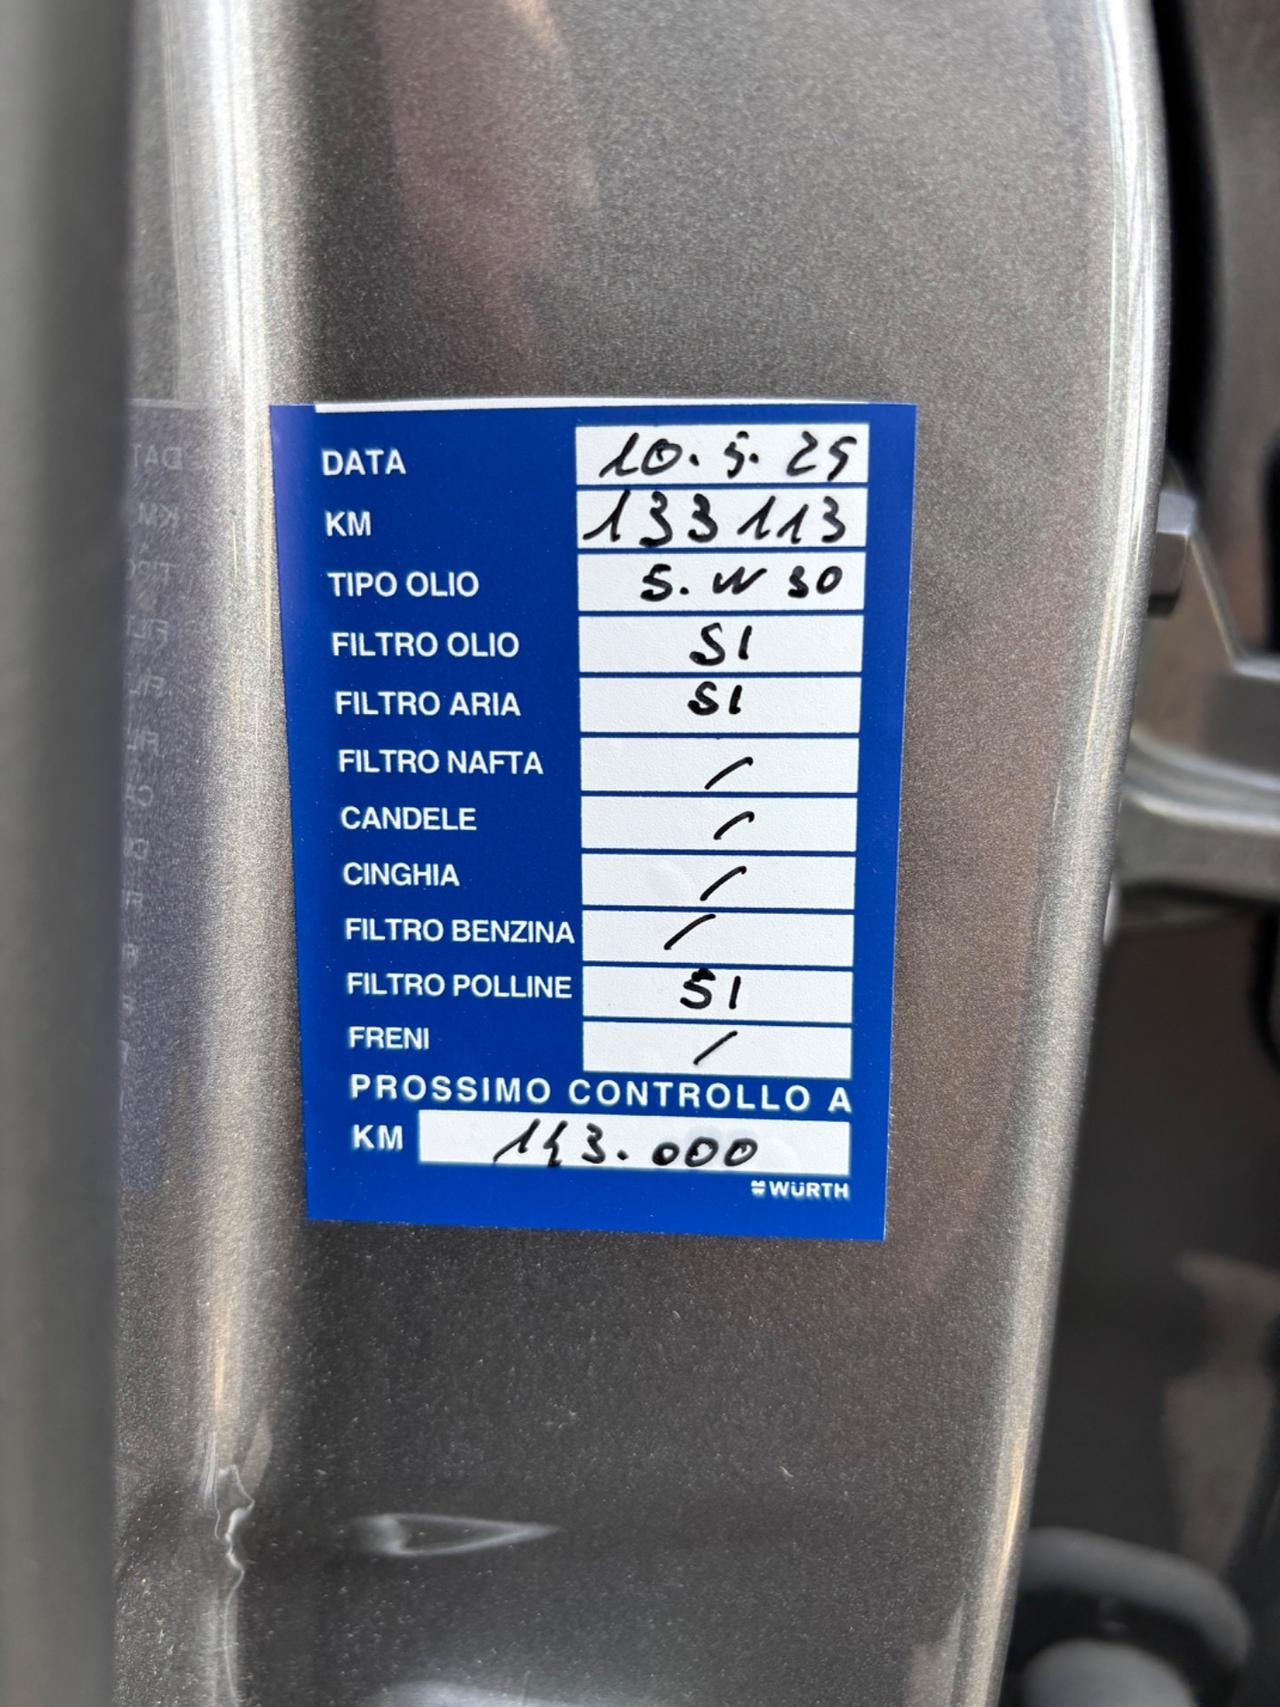 DATA 10.5.25
KM 133113
TIPO OLIO 5.W 30
FILTRO OLIO SI
FILTRO ARIA SI
FILTRO NAFTA /
CANDELE /
CINGHIA /
FILTRO BENZINA /
FILTRO POLLINE SI
FRENI /
PROSSIMO CONTROLLO A
KM 143.000
WÜRTH